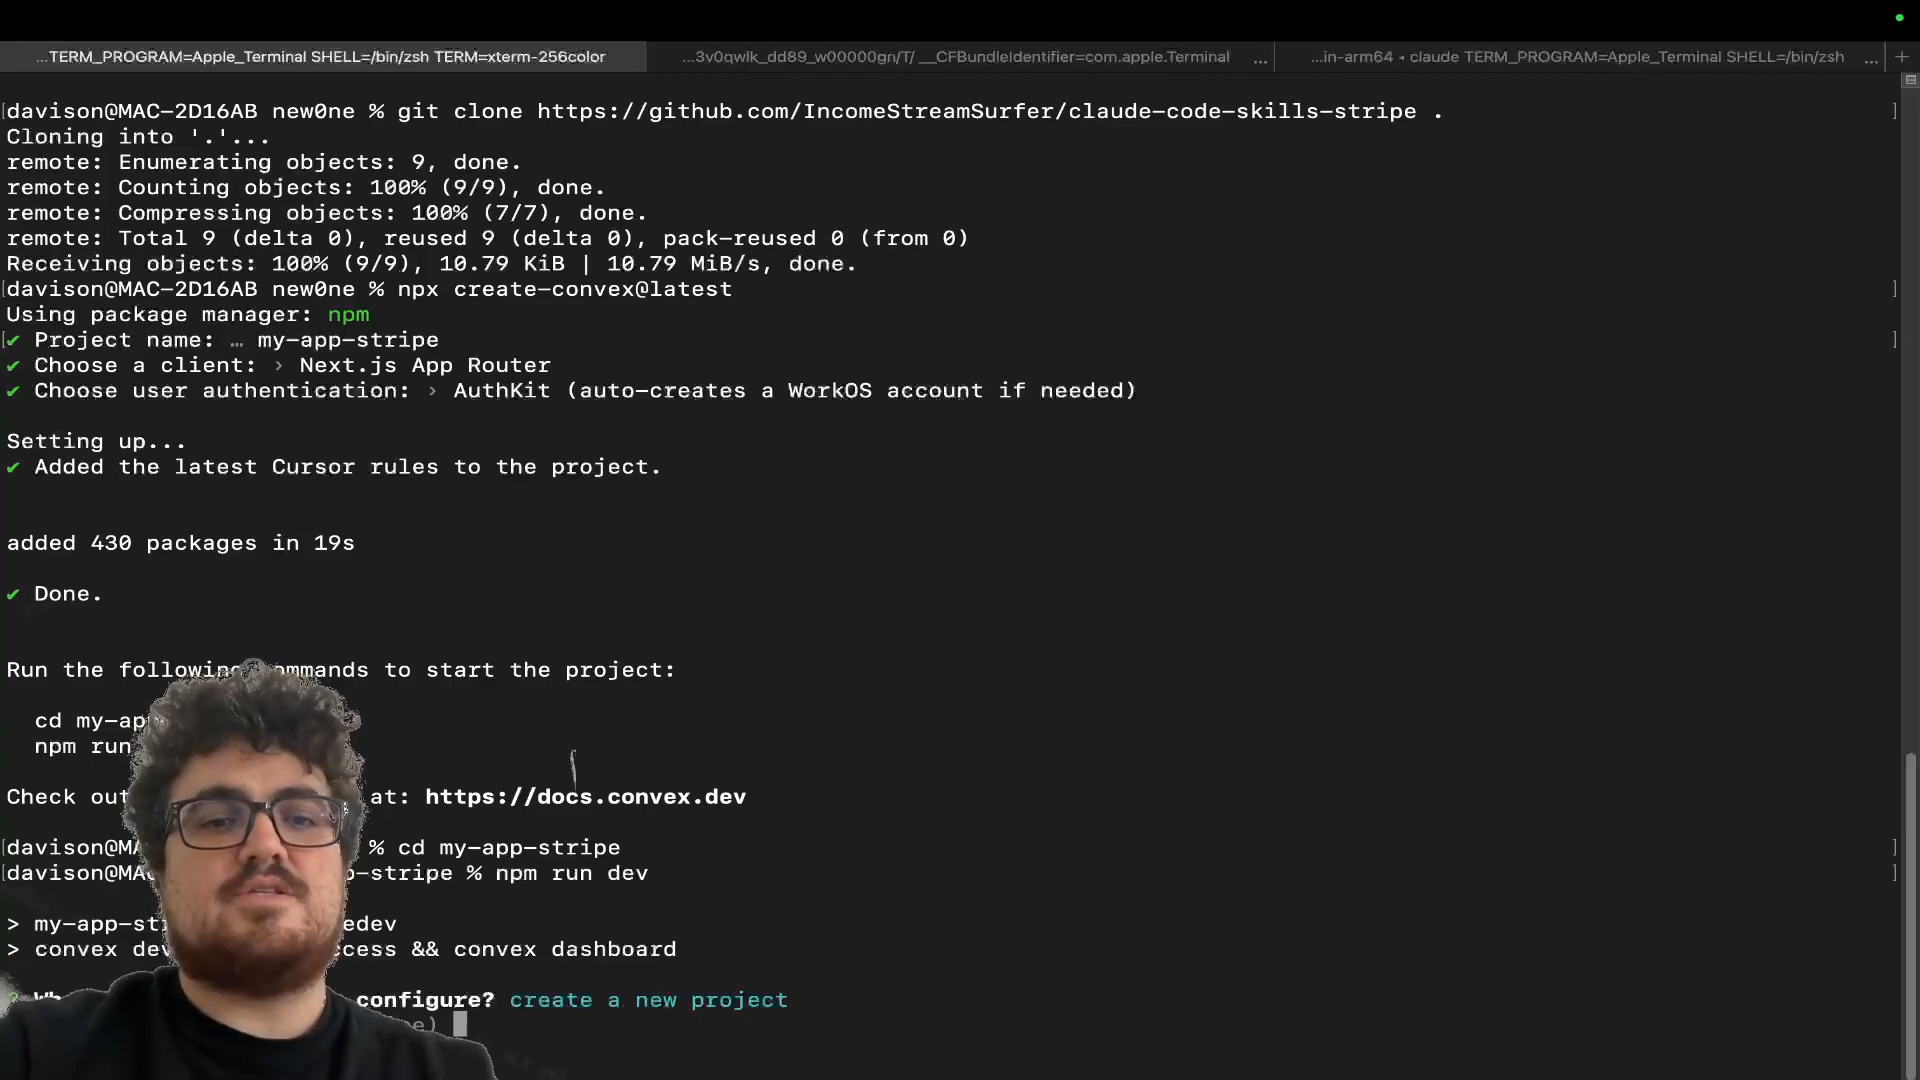 ...TERM_PROGRAM=Apple_Terminal SHELL=/bin/zsh TERM=xterm-256color
...3v0qwlk_dd89_w00000gn/T/ __CFBundleIdentifier=com.apple.Terminal ...
...in-arm64 ◂ claude TERM_PROGRAM=Apple_Terminal SHELL=/bin/zsh ... +
[davison@MAC-2D16AB new0ne % git clone https://github.com/IncomeStreamSurfer/claude-code-skills-stripe . ]
Cloning into '.'...
remote: Enumerating objects: 9, done.
remote: Counting objects: 100% (9/9), done.
remote: Compressing objects: 100% (7/7), done.
remote: Total 9 (delta 0), reused 9 (delta 0), pack-reused 0 (from 0)
Receiving objects: 100% (9/9), 10.79 KiB | 10.79 MiB/s, done.
[davison@MAC-2D16AB new0ne % npx create-convex@latest ]
Using package manager: npm
[✔ Project name: … my-app-stripe ]
✔ Choose a client: › Next.js App Router
✔ Choose user authentication: › AuthKit (auto-creates a WorkOS account if needed)
Setting up...
✔ Added the latest Cursor rules to the project.
added 430 packages in 19s
✔ Done.
Run the following commands to start the project:
cd my-ap
npm run
Check out at: https://docs.convex.dev
[davison@MA % cd my-app-stripe ]
[davison@MA -stripe % npm run dev ]
> my-app-st edev
> convex dev cess && convex dashboard
? configure? create a new project